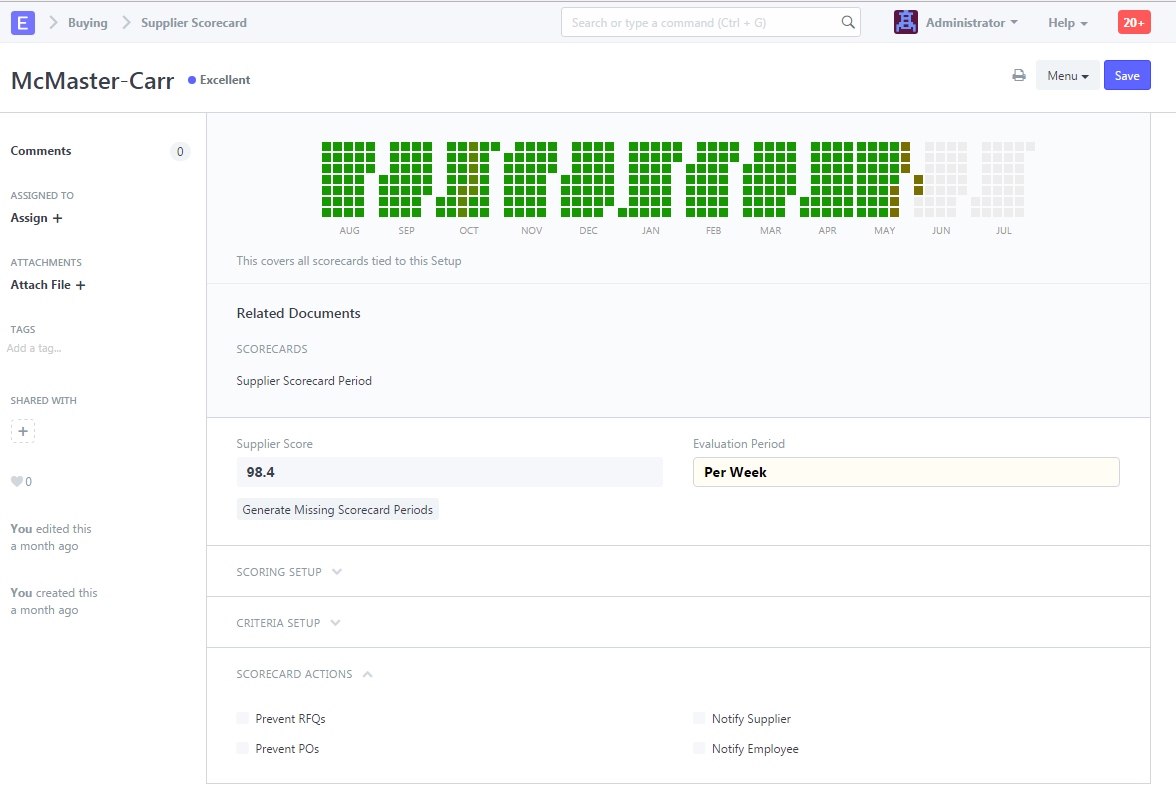 E Buying Supplier Scorecard Search or type a command (Ctrl + G) Administrator Help 20+
McMaster-Carr Excellent Menu Save
Comments 0
ASSIGNED TO
Assign +
ATTACHMENTS
Attach File +
TAGS
Add a tag...
SHARED WITH
+
0
You edited this
a month ago
You created this
a month ago
AUG SEP OCT NOV DEC JAN FEB MAR APR MAY JUN JUL
This covers all scorecards tied to this Setup
Related Documents
SCORECARDS
Supplier Scorecard Period
Supplier Score Evaluation Period
98.4 Per Week
Generate Missing Scorecard Periods
SCORING SETUP
CRITERIA SETUP
SCORECARD ACTIONS
Prevent RFQs Notify Supplier
Prevent POs Notify Employee